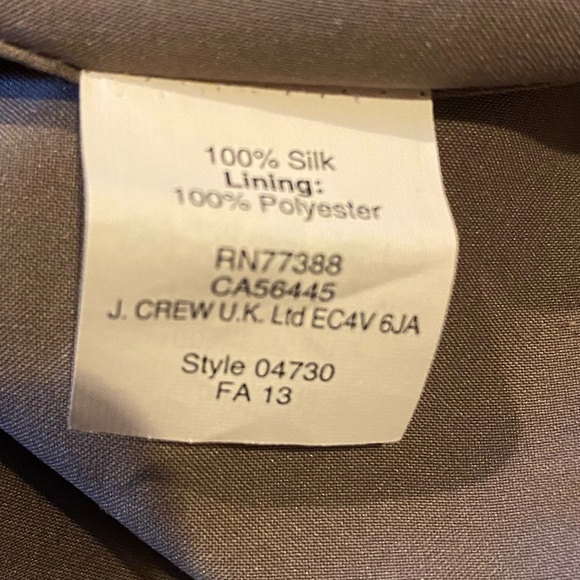 100% Silk
Lining:
100% Polyester
RN77388
CA56445
J. CREW U.K. Ltd EC4V 6JA
Style 04730
FA 13